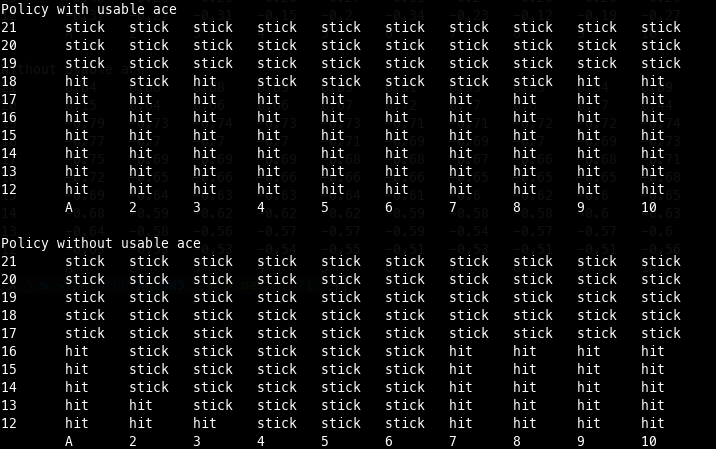 Policy with usable ace
21 stick stick stick stick stick stick stick stick stick stick
20 stick stick stick stick stick stick stick stick stick stick
19 stick stick stick stick stick stick stick stick stick stick
18 hit stick hit stick stick stick stick stick hit hit
17 hit hit hit hit hit hit hit hit hit hit
16 hit hit hit hit hit hit hit hit hit hit
15 hit hit hit hit hit hit hit hit hit hit
14 hit hit hit hit hit hit hit hit hit hit
13 hit hit hit hit hit hit hit hit hit hit
12 hit hit hit hit hit hit hit hit hit hit
A 2 3 4 5 6 7 8 9 10
Policy without usable ace
21 stick stick stick stick stick stick stick stick stick stick
20 stick stick stick stick stick stick stick stick stick stick
19 stick stick stick stick stick stick stick stick stick stick
18 stick stick stick stick stick stick stick stick stick stick
17 stick stick stick stick stick stick stick stick stick stick
16 hit stick stick stick stick stick hit hit hit hit
15 hit stick stick stick stick stick hit hit hit hit
14 hit stick stick stick stick stick hit hit hit hit
13 hit hit stick stick stick stick hit hit hit hit
12 hit hit hit stick stick stick hit hit hit hit
A 2 3 4 5 6 7 8 9 10